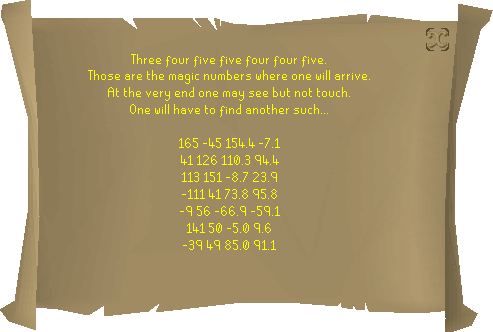 Three four five five four four five.
Those are the magic numbers where one will arrive.
At the very end one may see but not touch.
One will have to find another such...
165 -45 154.4 -7.1
41 126 110.3 94.4
113 151 -8.7 23.9
-111 41 73.8 95.8
-9 56 -66.9 -59.1
141 50 -5.0 9.6
-39 49 85.0 91.1